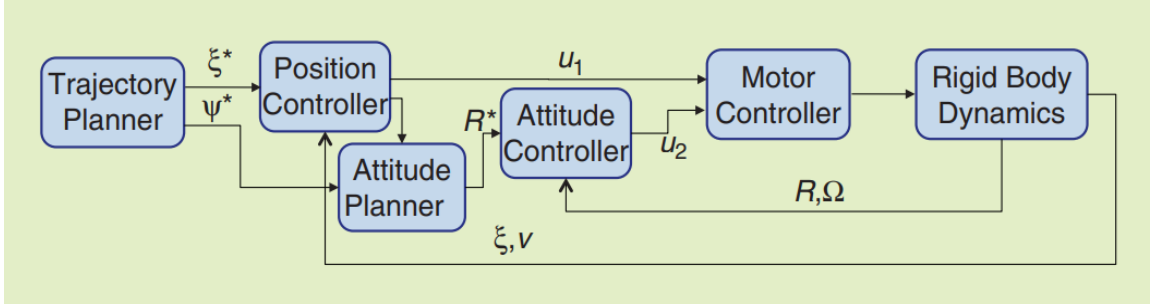 Trajectory
Planner
ξ*
ψ*
Position
Controller
Attitude
Planner
R*
Attitude
Controller
u1
u2
Motor
Controller
Rigid Body
Dynamics
R,Ω
ξ,v